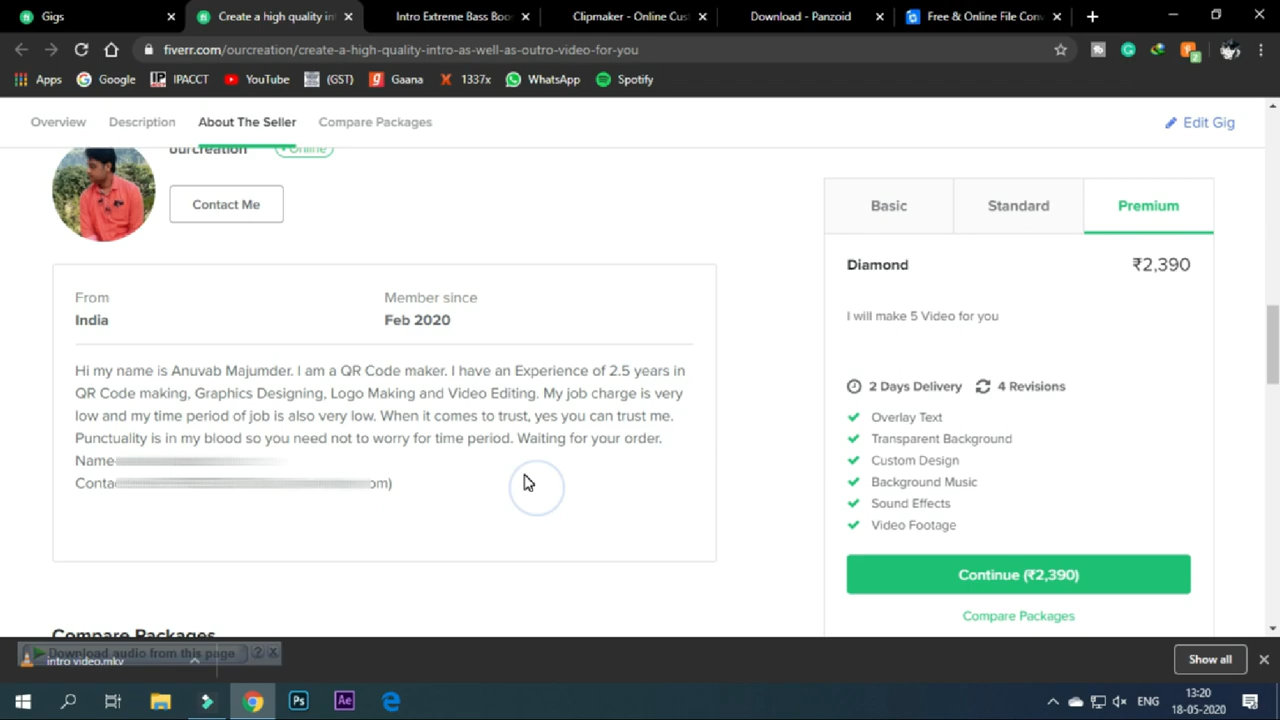 Gigs
Create a high quality in
Intro Extreme Bass Boo
Clipmaker - Online Cust
Download - Panzoid
Free & Online File Conv
fiverr.com/ourcreation/create-a-high-quality-intro-as-well-as-outro-video-for-you
Apps
Google
IPACCT
YouTube
(GST)
Gaana
1337x
WhatsApp
Spotify
Overview
Description
About The Seller
Compare Packages
Edit Gig
ourcreation
Online
Contact Me
From
India
Member since
Feb 2020
Hi my name is Anuvab Majumder. I am a QR Code maker. I have an Experience of 2.5 years in
QR Code making, Graphics Designing, Logo Making and Video Editing. My job charge is very
low and my time period of job is also very low. When it comes to trust, yes you can trust me.
Punctuality is in my blood so you need not to worry for time period. Waiting for your order.
Name
Conta om)
Compare Packages
Basic
Standard
Premium
Diamond
₹2,390
I will make 5 Video for you
2 Days Delivery
4 Revisions
Overlay Text
Transparent Background
Custom Design
Background Music
Sound Effects
Video Footage
Continue (₹2,390)
Compare Packages
Download audio from this page ? X
intro video.mkv
Show all
Ps
Ae
ENG
13:20
18-05-2020